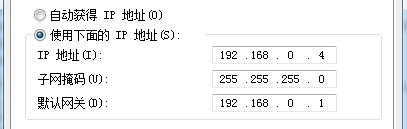 自动获得 IP 地址(O)
使用下面的 IP 地址(S):
IP 地址(I): 192 . 168 . 0 . 4
子网掩码(U): 255 . 255 . 255 . 0
默认网关(D): 192 . 168 . 0 . 1